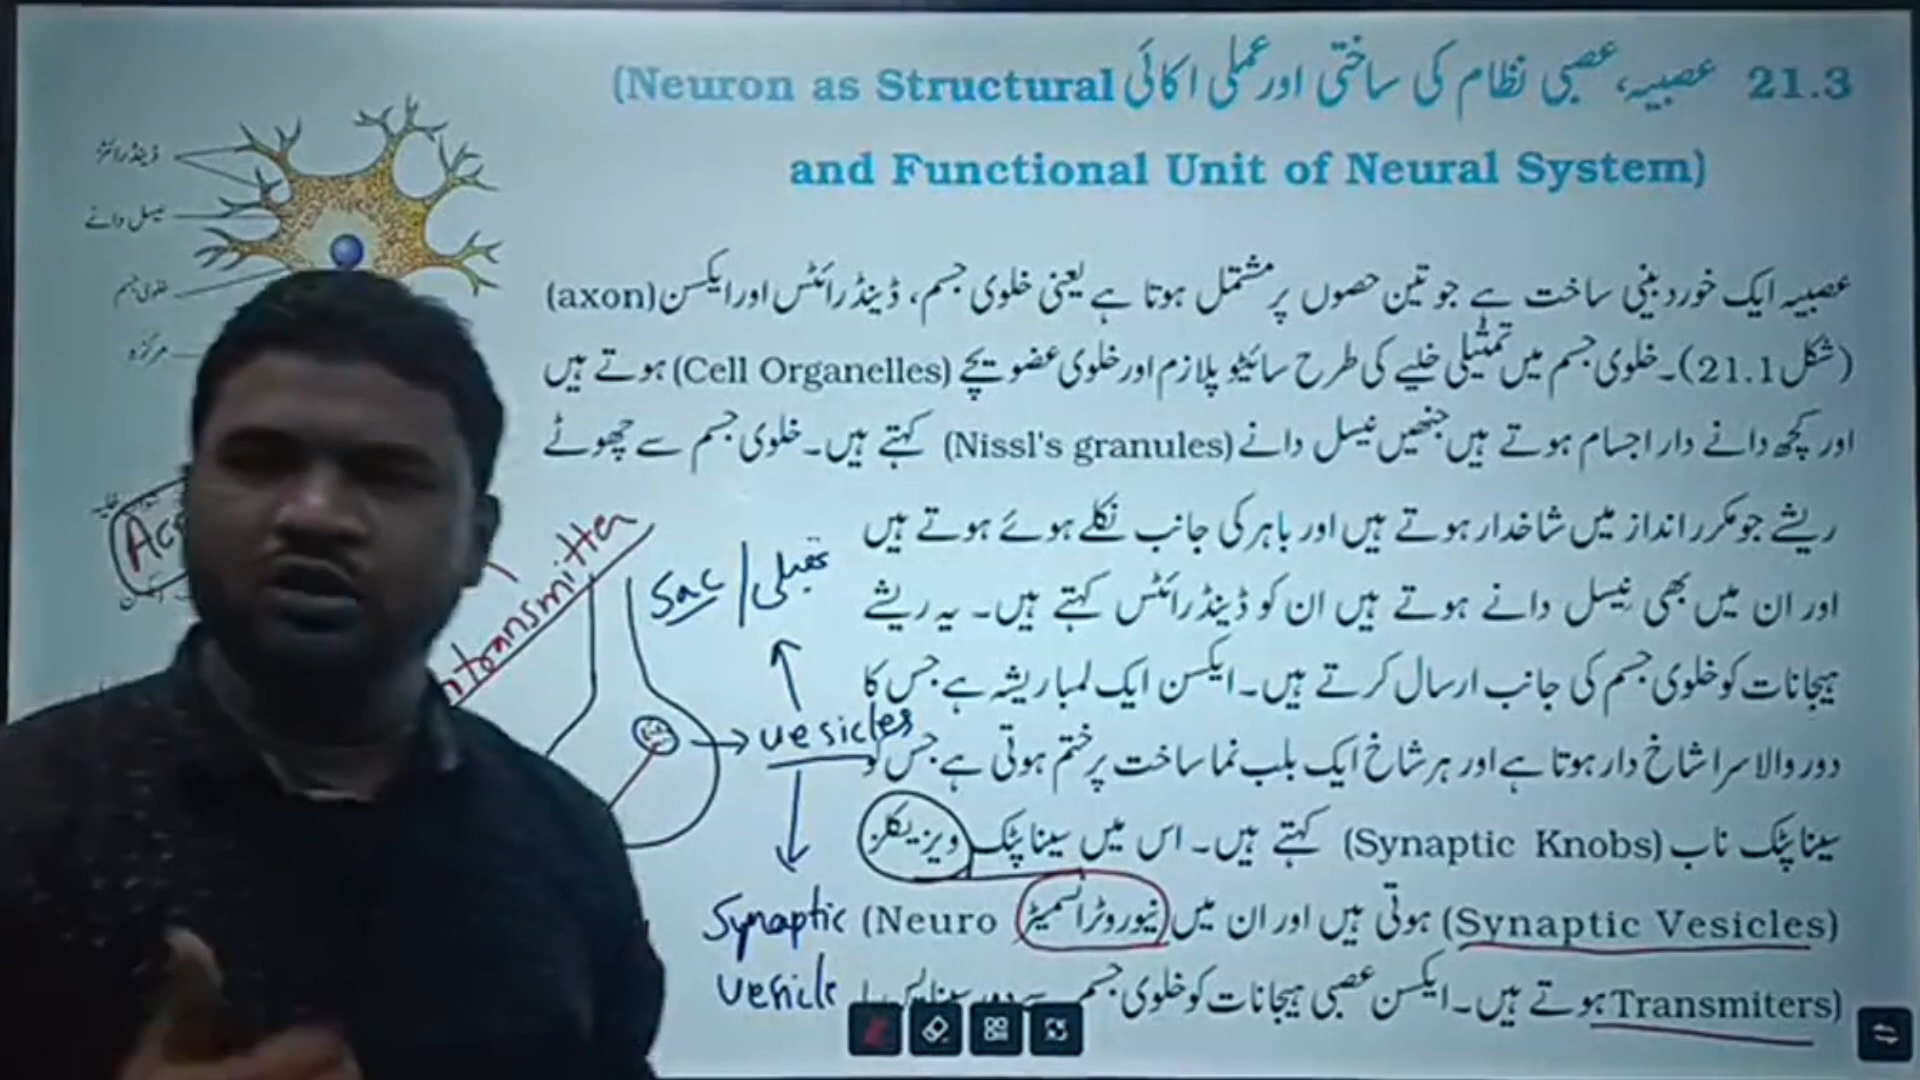 21.3 عصبیہ، عصبی نظام کی ساختی اور عملی اکائی (Neuron as Structural
and Functional Unit of Neural System)
عصبیہ ایک خوردبینی ساخت ہے جو تین حصوں پر مشتمل ہوتا ہے یعنی خلوی جسم، ڈینڈرائٹس اور ایکسن (axon)
(شکل 21.1)۔ خلوی جسم میں تمثیلی خلیے کی طرح سائیٹوپلازم اور خلوی عضویچے (Cell Organelles) ہوتے ہیں
اور کچھ دانے دار اجسام ہوتے ہیں جنھیں نیسل دانے (Nissl's granules) کہتے ہیں۔ خلوی جسم سے چھوٹے
ریشے جو مکرر انداز میں شاخدار ہوتے ہیں اور باہر کی جانب نکلے ہوئے ہوتے ہیں
اور ان میں بھی نیسل دانے ہوتے ہیں ان کو ڈینڈرائٹس کہتے ہیں۔ یہ ریشے
ہیجانات کو خلوی جسم کی جانب ارسال کرتے ہیں۔ ایکسن ایک لمبا ریشہ ہے جس کا
دور والا سرا شاخ دار ہوتا ہے اور ہر شاخ ایک بلب نما ساخت پر ختم ہوتی ہے جس کو
سیناپٹک ناب (Synaptic Knobs) کہتے ہیں۔ اس میں سیناپٹک ویزیکلز
(Synaptic Vesicles) ہوتی ہیں اور ان میں نیوروٹرانسمیٹر (Neuro
Transmiters) ہوتے ہیں۔ ایکسن عصبی ہیجانات کو خلوی جسم سے دور سیناپس
ڈینڈرائٹز
نیسل دانے
خلوی جسم
مرکزہ
transmitter
Sac / تھیلی
vesicles
Synaptic
vesicle